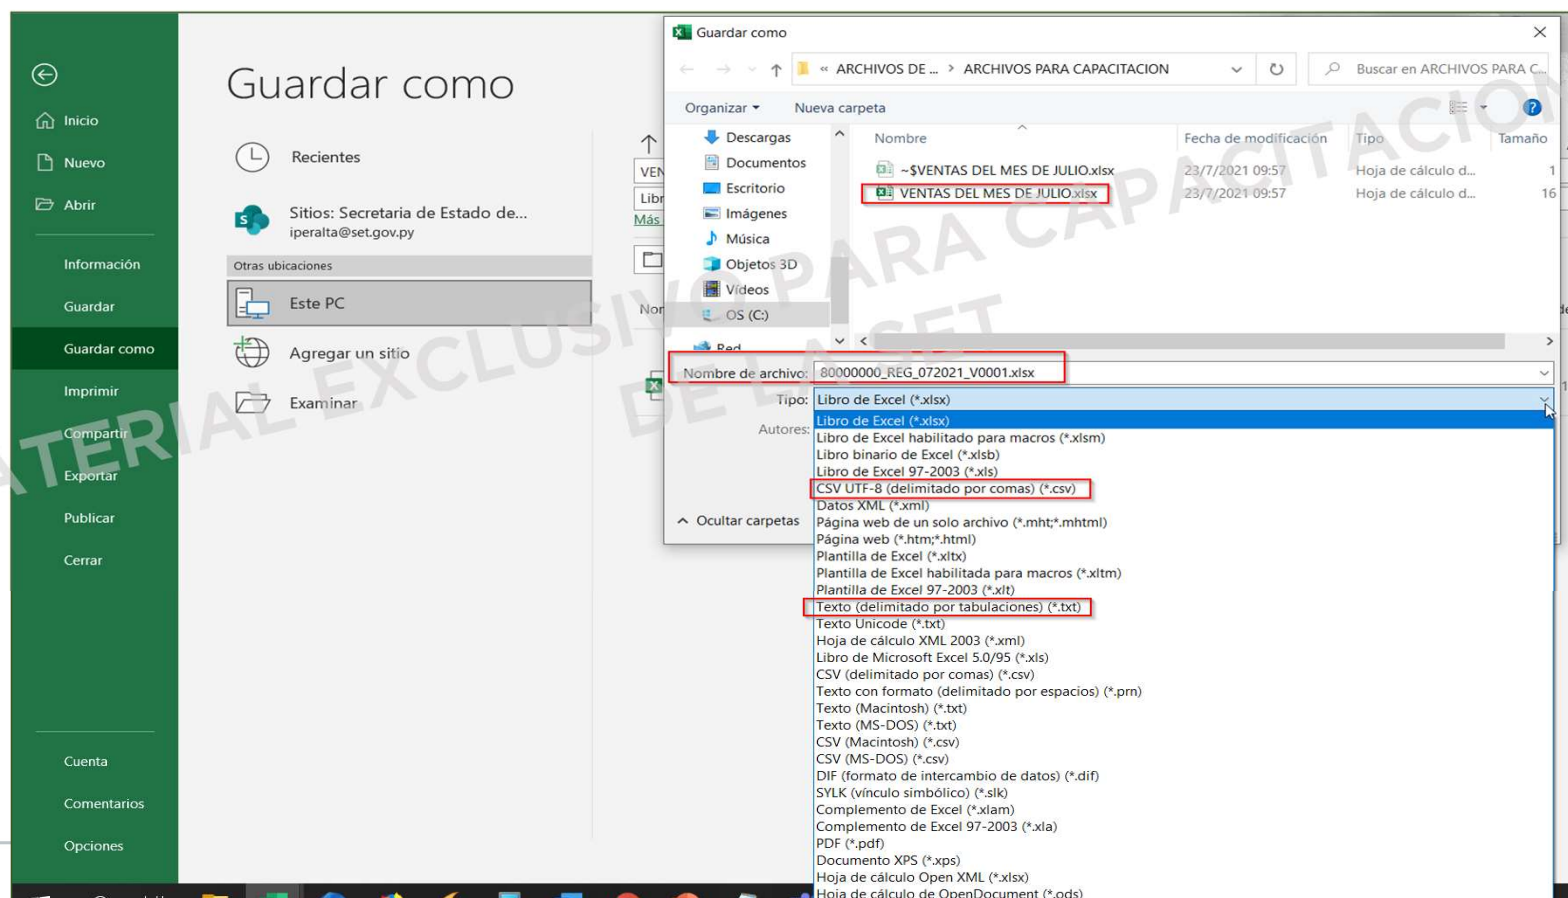 Guardar como
Inicio
Nuevo
Abrir
Información
Guardar
Guardar como
Imprimir
Compartir
Exportar
Publicar
Cerrar
Cuenta
Comentarios
Opciones
Recientes
Sitios: Secretaria de Estado de...
iperalta@set.gov.py
Otras ubicaciones
Este PC
Agregar un sitio
Examinar
VEN
Libr
Más
Nor
Guardar como
« ARCHIVOS DE ... > ARCHIVOS PARA CAPACITACION
Buscar en ARCHIVOS PARA C...
Organizar Nueva carpeta
Descargas
Documentos
Escritorio
Imágenes
Música
Objetos 3D
Vídeos
OS (C:)
Red
Nombre Fecha de modificación Tipo Tamaño
~$VENTAS DEL MES DE JULIO.xlsx 23/7/2021 09:57 Hoja de cálculo d... 1
VENTAS DEL MES DE JULIO.xlsx 23/7/2021 09:57 Hoja de cálculo d... 16
Nombre de archivo: 80000000_REG_072021_V0001.xlsx
Tipo: Libro de Excel (*.xlsx)
Autores:
Ocultar carpetas
Libro de Excel (*.xlsx)
Libro de Excel habilitado para macros (*.xlsm)
Libro binario de Excel (*.xlsb)
Libro de Excel 97-2003 (*.xls)
CSV UTF-8 (delimitado por comas) (*.csv)
Datos XML (*.xml)
Página web de un solo archivo (*.mht;*.mhtml)
Página web (*.htm;*.html)
Plantilla de Excel (*.xltx)
Plantilla de Excel habilitada para macros (*.xltm)
Plantilla de Excel 97-2003 (*.xlt)
Texto (delimitado por tabulaciones) (*.txt)
Texto Unicode (*.txt)
Hoja de cálculo XML 2003 (*.xml)
Libro de Microsoft Excel 5.0/95 (*.xls)
CSV (delimitado por comas) (*.csv)
Texto con formato (delimitado por espacios) (*.prn)
Texto (Macintosh) (*.txt)
Texto (MS-DOS) (*.txt)
CSV (Macintosh) (*.csv)
CSV (MS-DOS) (*.csv)
DIF (formato de intercambio de datos) (*.dif)
SYLK (vínculo simbólico) (*.slk)
Complemento de Excel (*.xlam)
Complemento de Excel 97-2003 (*.xla)
PDF (*.pdf)
Documento XPS (*.xps)
Hoja de cálculo Open XML (*.xlsx)
Hoja de cálculo de OpenDocument (*.ods)
ATERIAL EXCLUSIVO PARA CAPACITACION
DE LA SET